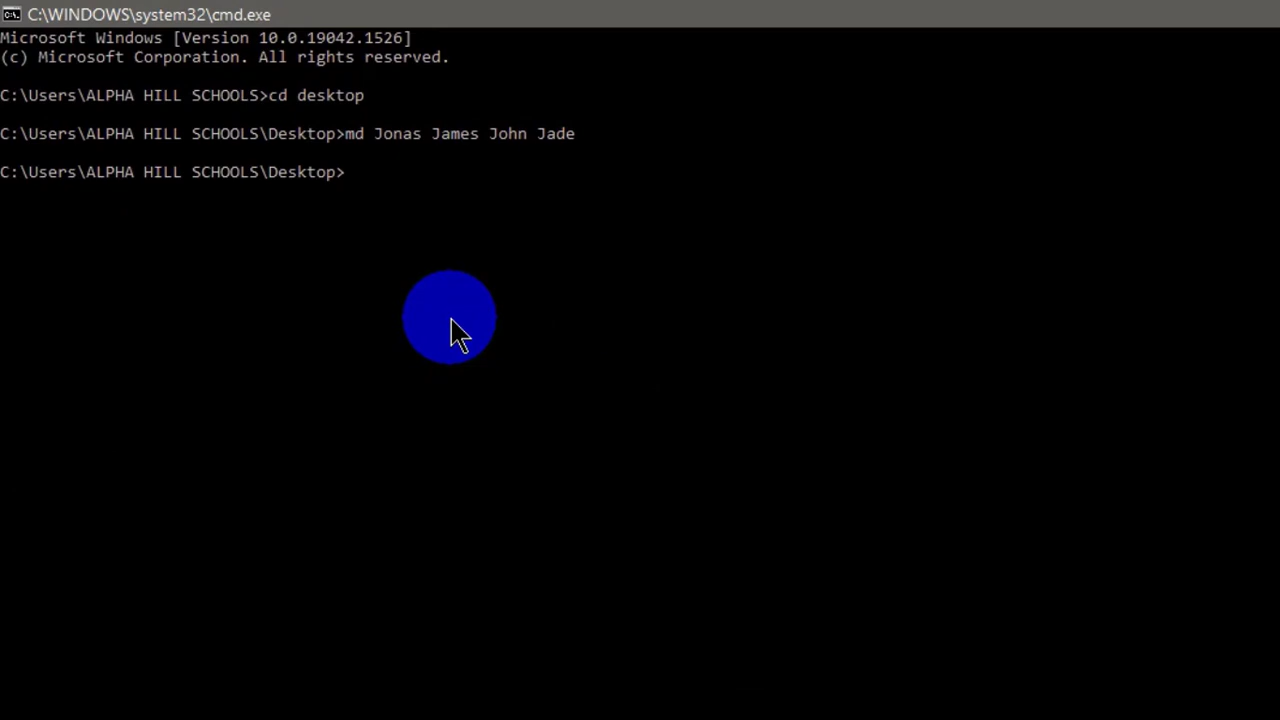 C:\WINDOWS\system32\cmd.exe
Microsoft Windows [Version 10.0.19042.1526]
(c) Microsoft Corporation. All rights reserved.
C:\Users\ALPHA HILL SCHOOLS>cd desktop
C:\Users\ALPHA HILL SCHOOLS\Desktop>md Jonas James John Jade
C:\Users\ALPHA HILL SCHOOLS\Desktop>